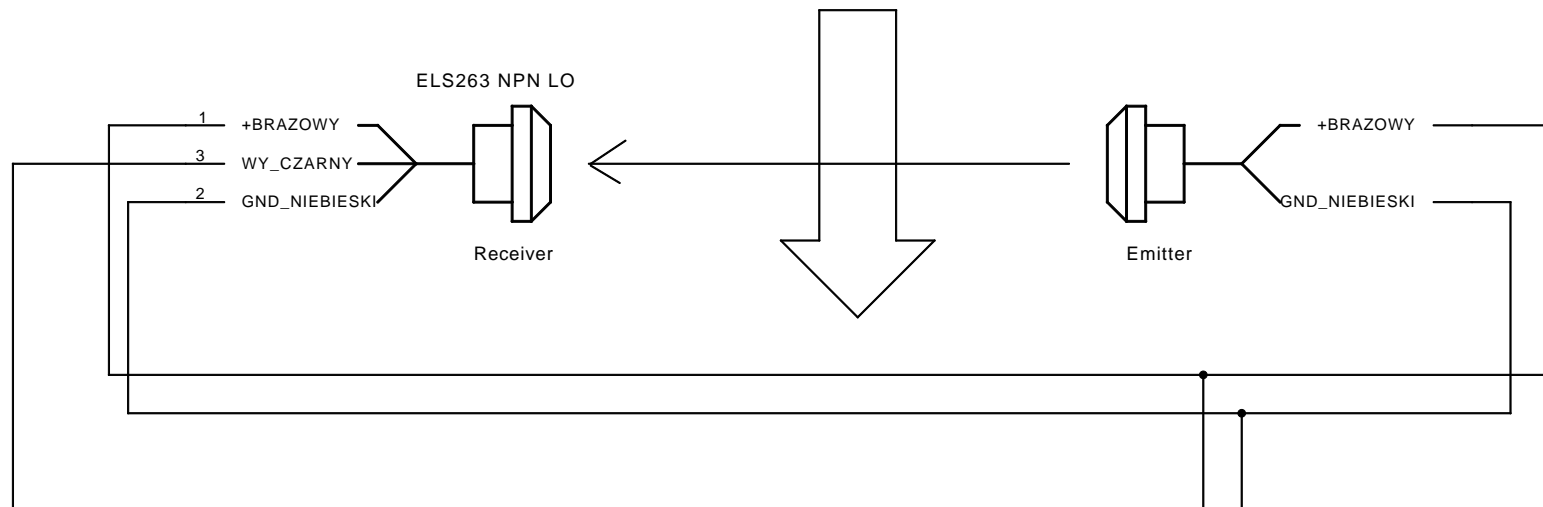 ELS263 NPN LO
1 +BRAZOWY
3 WY_CZARNY
2 GND_NIEBIESKI
Receiver
+BRAZOWY
GND_NIEBIESKI
Emitter